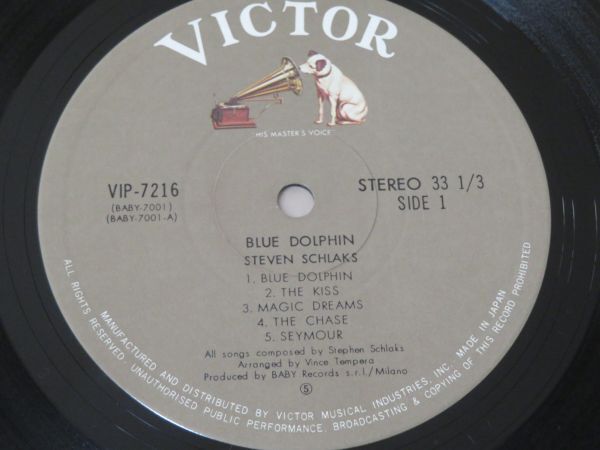 VICTOR
HIS MASTER'S VOICE
VIP-7216
(BABY-7001)
(BABY-7001-A)
STEREO 33 1/3
SIDE 1
BLUE DOLPHIN
STEVEN SCHLAKS
1. BLUE DOLPHIN
2. THE KISS
3. MAGIC DREAMS
4. THE CHASE
5. SEYMOUR
All songs composed by Stephen Schlaks
Arranged by Vince Tempera
Produced by BABY Records s.r.l./Milano
5
MANUFACTURED AND DISTRIBUTED BY VICTOR MUSICAL INDUSTRIES, INC. MADE IN JAPAN
ALL RIGHTS RESERVED. UNAUTHORISED PUBLIC PERFORMANCE, BROADCASTING & COPYING OF THIS RECORD PROHIBITED